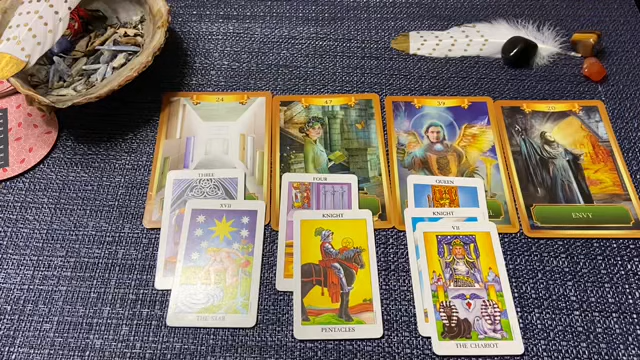 24
47
39
20
ENVY
THREE
FOUR
QUEEN
XVII
KNIGHT
KNIGHT
VII
THE STAR
PENTACLES
THE CHARIOT